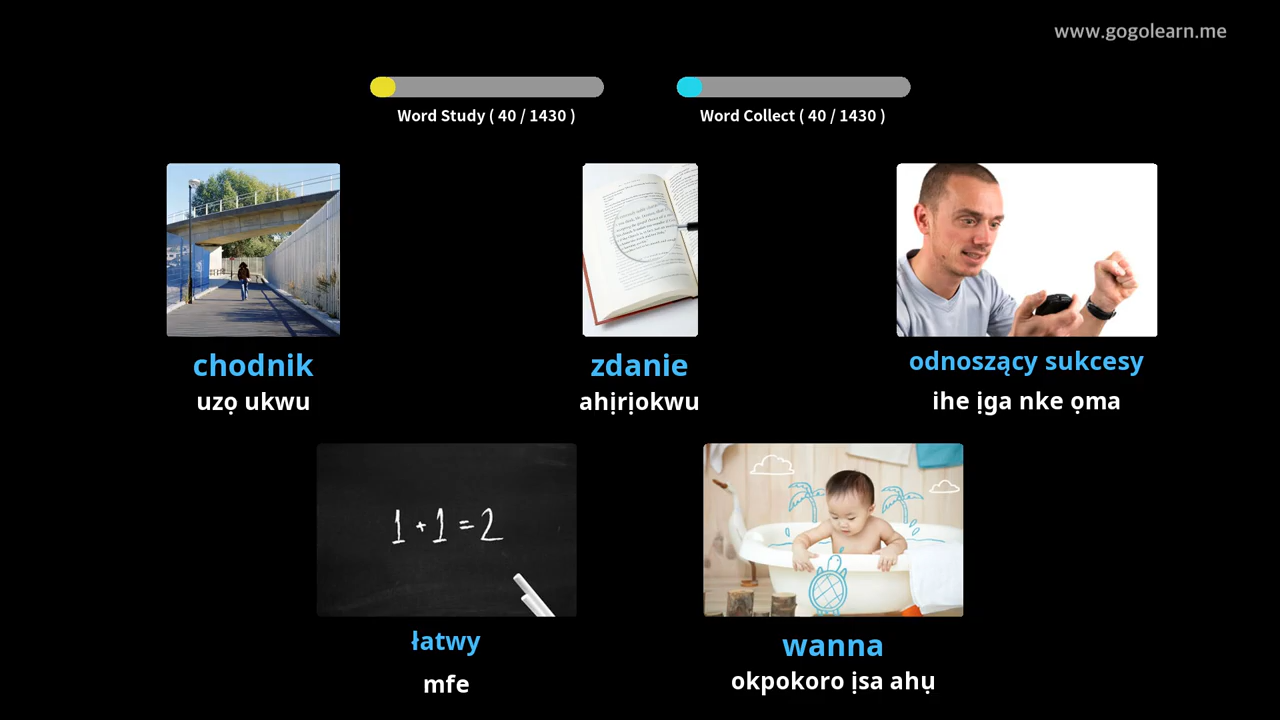 www.gogolearn.me
Word Study ( 40 / 1430 )
Word Collect ( 40 / 1430 )
chodnik
uzọ ukwu
zdanie
ahịrịokwu
odnoszący sukcesy
ihe ịga nke ọma
1+1=2
łatwy
mfe
wanna
okpokoro ịsa ahụ